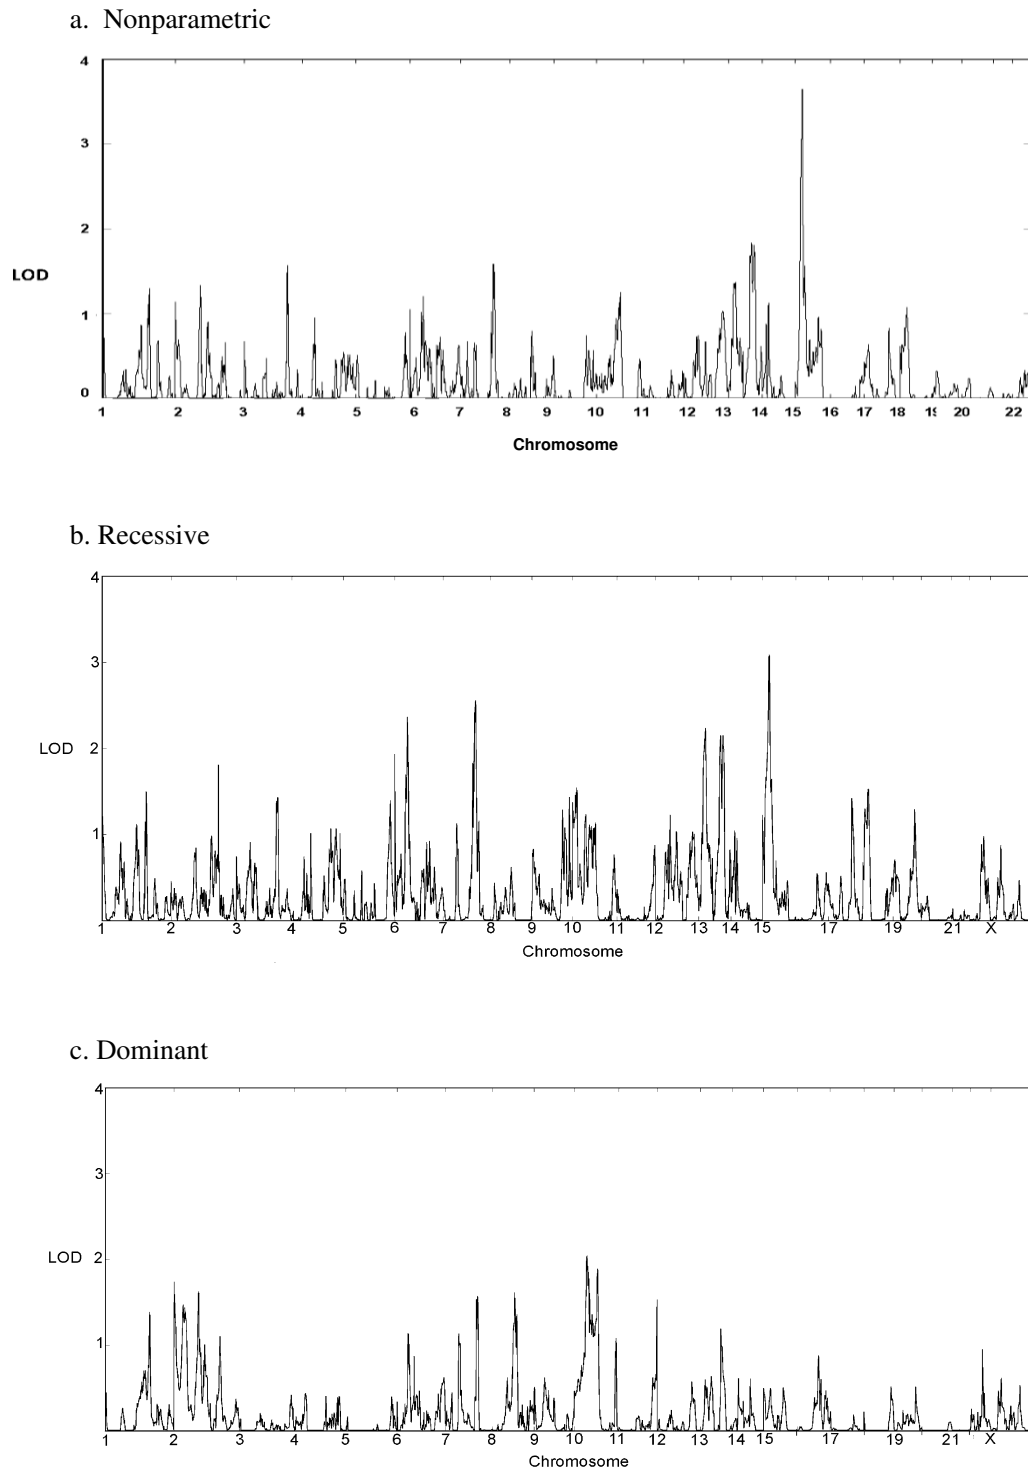 a. Nonparametric
4
3
2
LOD
1
0
1 2 3 4 5 6 7 8 9 10 11 12 13 14 15 16 17 18 19 20 22
Chromosome
b. Recessive
4
3
LOD 2
1
1 2 3 4 5 6 7 8 9 10 11 12 13 14 15 17 19 21 X
Chromosome
c. Dominant
4
3
LOD 2
1
1 2 3 4 5 6 7 8 9 10 11 12 13 14 15 17 19 21 X
Chromosome